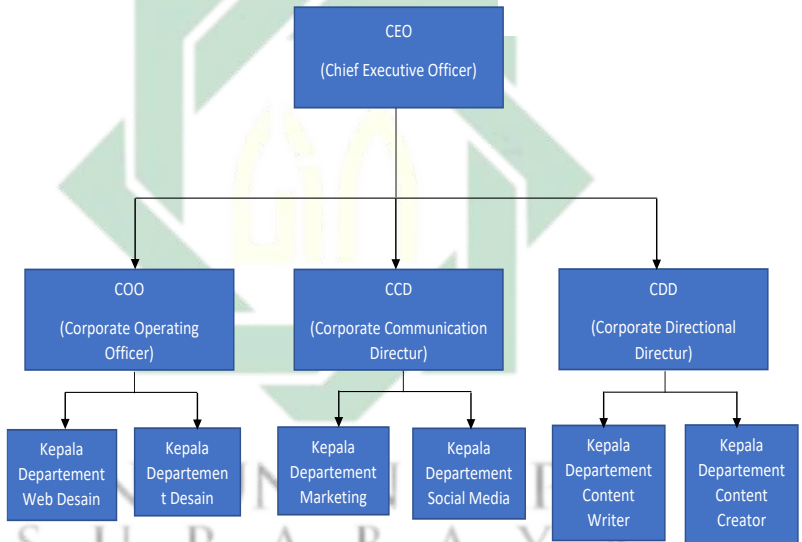 CEO
(Chief Executive Officer)
COO
(Corporate Operating
Officer)
CCD
(Corporate Communication
Directur)
CDD
(Corporate Directional
Directur)
Kepala
Departement
Web Desain
Kepala
Departemen
t Desain
Kepala
Departement
Marketing
Kepala
Departement
Social Media
Kepala
Departement
Content
Writer
Kepala
Departement
Content
Creator